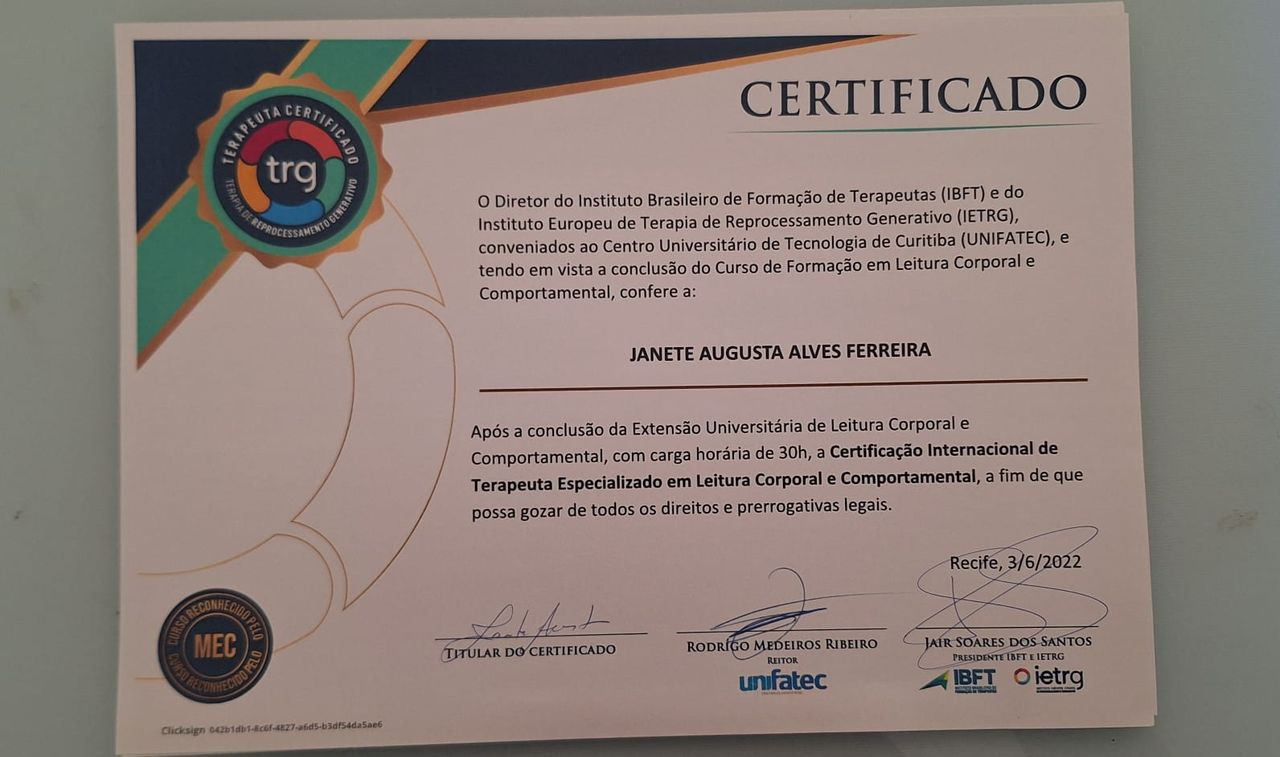 CERTIFICADO
TERAPEUTA CERTIFICADO
trg
TERAPIA DE REPROCESSAMENTO GENERATIVO
O Diretor do Instituto Brasileiro de Formação de Terapeutas (IBFT) e do
Instituto Europeu de Terapia de Reprocessamento Generativo (IETRG),
conveniados ao Centro Universitário de Tecnologia de Curitiba (UNIFATEC), e
tendo em vista a conclusão do Curso de Formação em Leitura Corporal e
Comportamental, confere a:
JANETE AUGUSTA ALVES FERREIRA
Após a conclusão da Extensão Universitária de Leitura Corporal e
Comportamental, com carga horária de 30h, a Certificação Internacional de
Terapeuta Especializado em Leitura Corporal e Comportamental, a fim de que
possa gozar de todos os direitos e prerrogativas legais.
Recife, 3/6/2022
TITULAR DO CERTIFICADO
RODRIGO MEDEIROS RIBEIRO
REITOR
unifatec
JAIR SOARES DOS SANTOS
PRESIDENTE IBFT E IETRG
IBFT
ietrg
CURSO RECONHECIDO PELO
MEC
CURSO RECONHECIDO PELO
Clicksign 042b1db1-8c6f-4827-a6d5-b3df54da5ae6